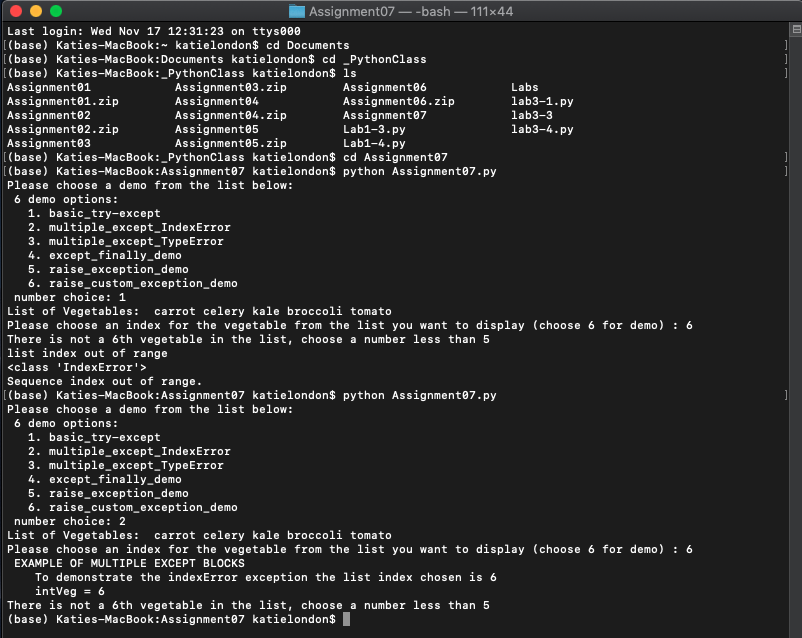 Assignment07 — -bash — 111×44
Last login: Wed Nov 17 12:31:23 on ttys000
[(base) Katies-MacBook:~ katielondon$ cd Documents ]
[(base) Katies-MacBook:Documents katielondon$ cd _PythonClass ]
[(base) Katies-MacBook:_PythonClass katielondon$ ls ]
Assignment01 Assignment03.zip Assignment06 Labs
Assignment01.zip Assignment04 Assignment06.zip lab3-1.py
Assignment02 Assignment04.zip Assignment07 lab3-3
Assignment02.zip Assignment05 Lab1-3.py lab3-4.py
Assignment03 Assignment05.zip Lab1-4.py
[(base) Katies-MacBook:_PythonClass katielondon$ cd Assignment07 ]
[(base) Katies-MacBook:Assignment07 katielondon$ python Assignment07.py ]
Please choose a demo from the list below:
6 demo options:
1. basic_try-except
2. multiple_except_IndexError
3. multiple_except_TypeError
4. except_finally_demo
5. raise_exception_demo
6. raise_custom_exception_demo
number choice: 1
List of Vegetables: carrot celery kale broccoli tomato
Please choose an index for the vegetable from the list you want to display (choose 6 for demo) : 6
There is not a 6th vegetable in the list, choose a number less than 5
list index out of range
<class 'IndexError'>
Sequence index out of range.
[(base) Katies-MacBook:Assignment07 katielondon$ python Assignment07.py ]
Please choose a demo from the list below:
6 demo options:
1. basic_try-except
2. multiple_except_IndexError
3. multiple_except_TypeError
4. except_finally_demo
5. raise_exception_demo
6. raise_custom_exception_demo
number choice: 2
List of Vegetables: carrot celery kale broccoli tomato
Please choose an index for the vegetable from the list you want to display (choose 6 for demo) : 6
EXAMPLE OF MULTIPLE EXCEPT BLOCKS
To demonstrate the indexError exception the list index chosen is 6
intVeg = 6
There is not a 6th vegetable in the list, choose a number less than 5
(base) Katies-MacBook:Assignment07 katielondon$